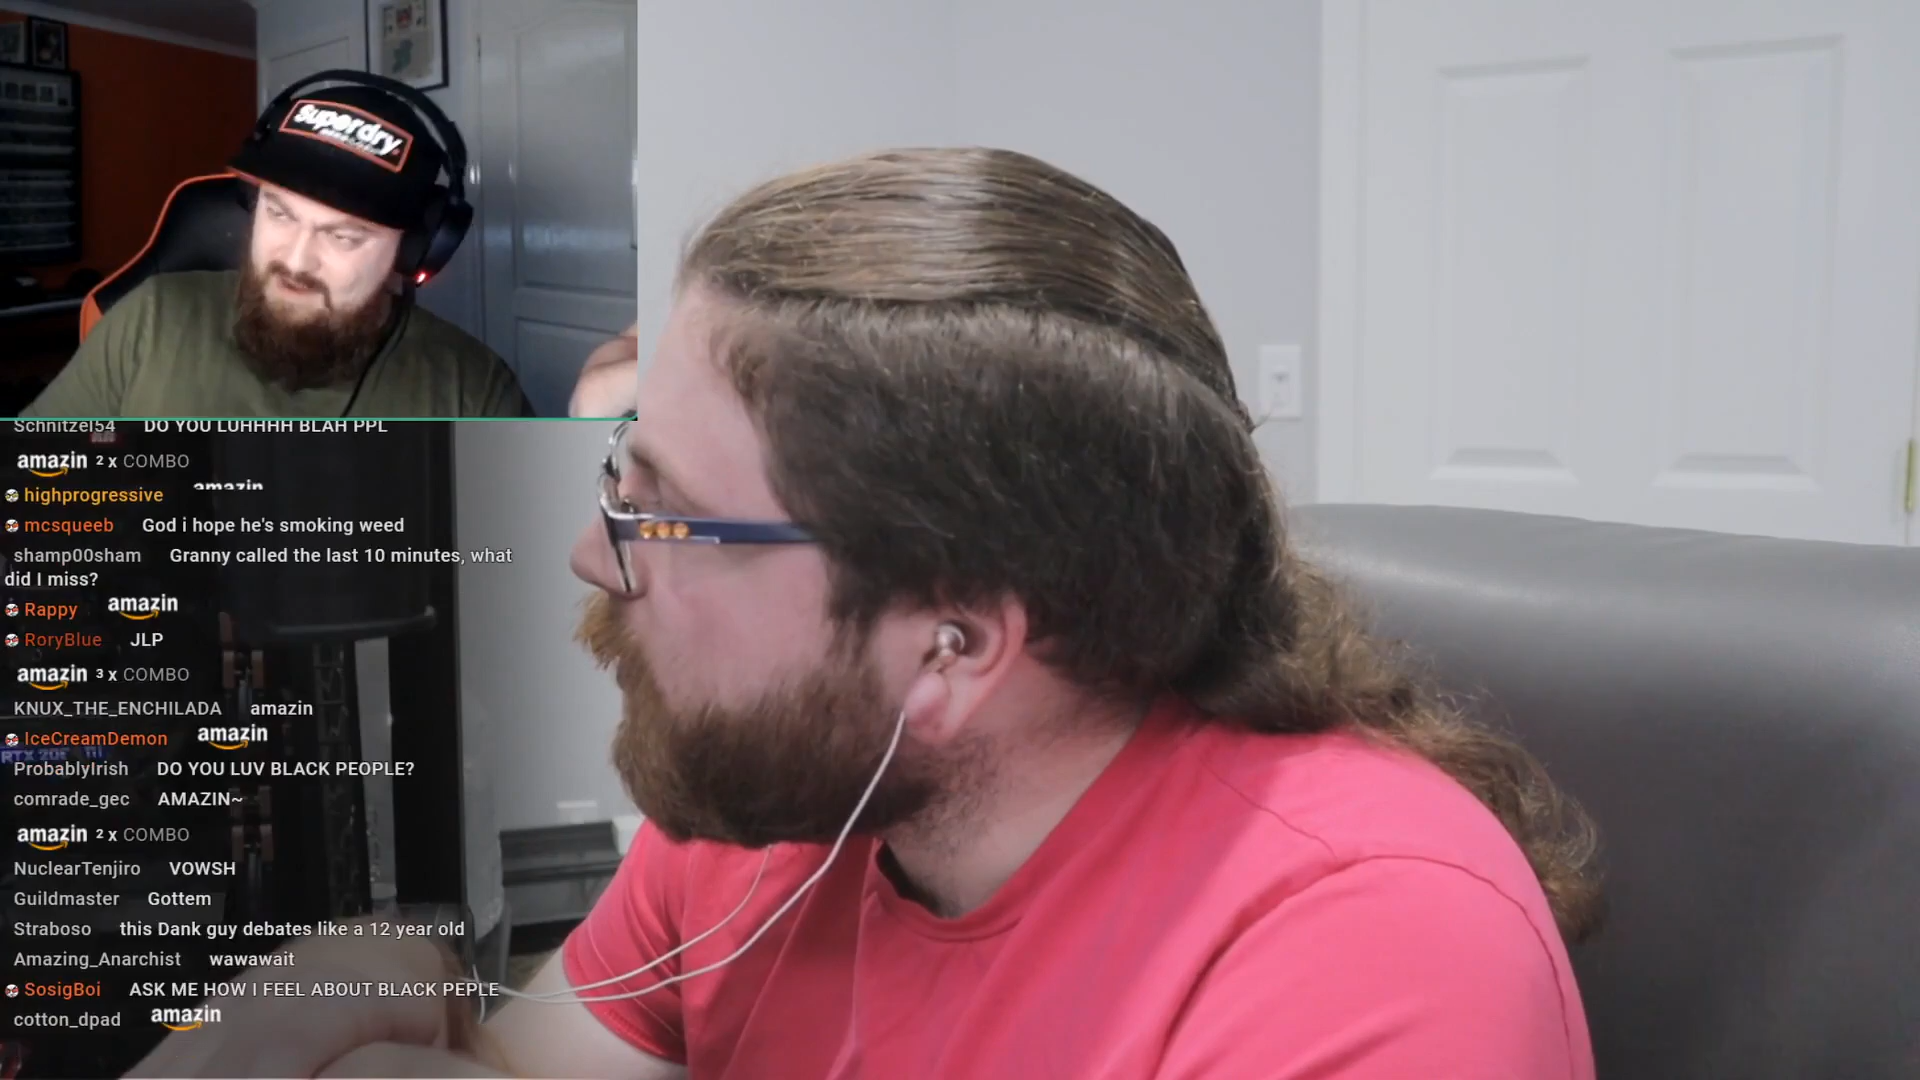 Superdry
Schnitzel54 DO YOU LUHHHH BLAH PPL
amazin 2 x COMBO
highprogressive amazin
mcsqueeb God i hope he's smoking weed
shamp00sham Granny called the last 10 minutes, what
did I miss?
Rappy amazin
RoryBlue JLP
amazin 3 x COMBO
KNUX_THE_ENCHILADA amazin
IceCreamDemon amazin
RTX 20
ProbablyIrish DO YOU LUV BLACK PEOPLE?
comrade_gec AMAZIN~
amazin 2 x COMBO
NuclearTenjiro VOWSH
Guildmaster Gottem
Straboso this Dank guy debates like a 12 year old
Amazing_Anarchist wawawait
SosigBoi ASK ME HOW I FEEL ABOUT BLACK PEPLE
cotton_dpad amazin